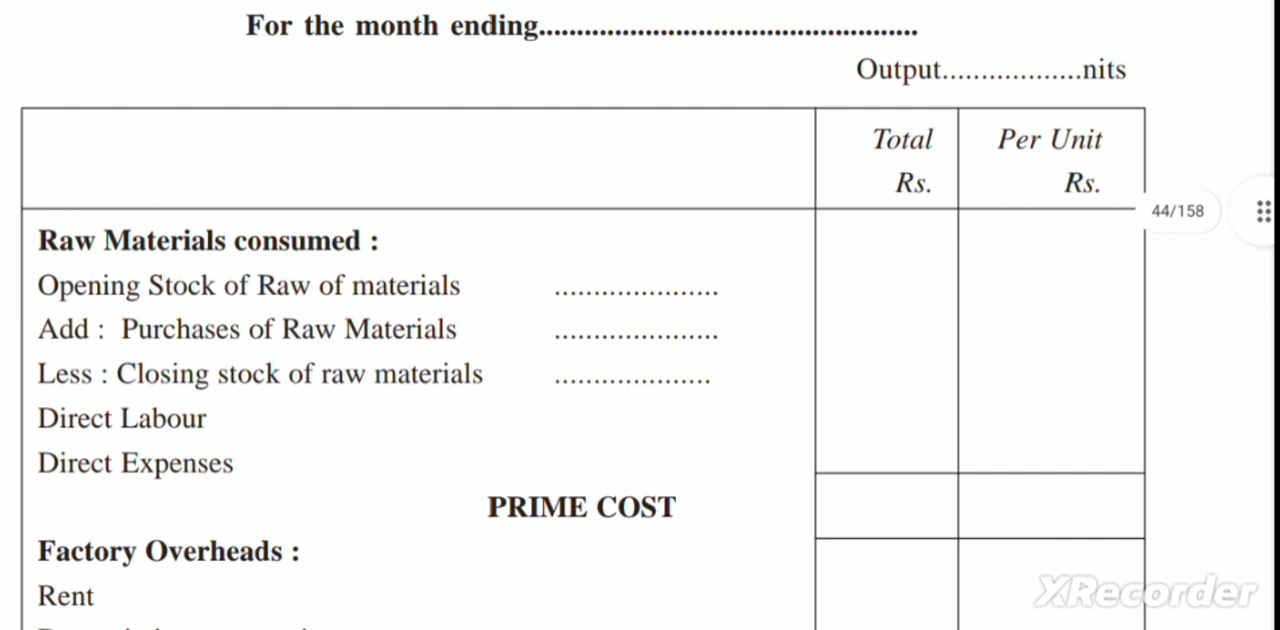 For the month ending..................................................
Output..................nits
Total Per Unit
Rs. Rs.
44/158
Raw Materials consumed :
Opening Stock of Raw of materials .....................
Add : Purchases of Raw Materials .....................
Less : Closing stock of raw materials ....................
Direct Labour
Direct Expenses
PRIME COST
Factory Overheads :
Rent
XRecorder